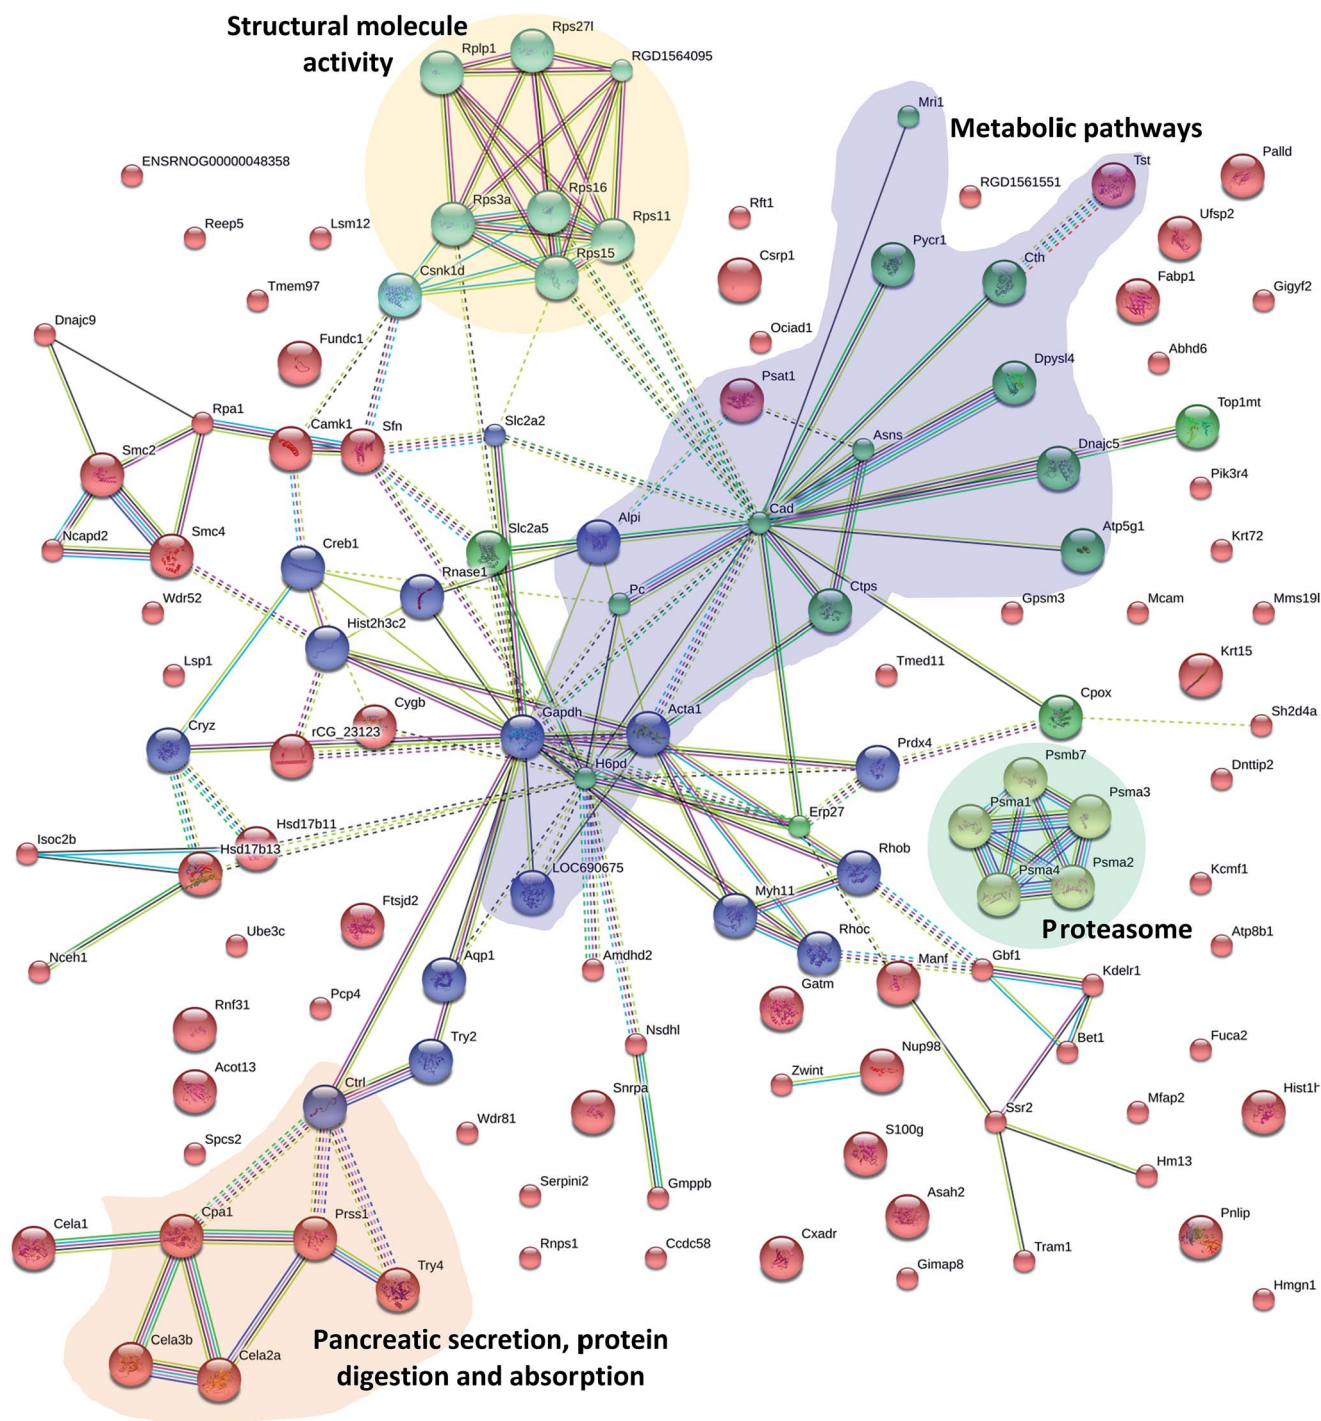 Structural molecule
activity
Rps27l
Rplp1
RGD1564095
Mri1
Metabolic pathways
ENSRNOG00000048358
Tst
Palld
RGD1561551
Rps16
Rps3a
Rft1
Ufsp2
Reep5
Lsm12
Rps11
Pycr1
Rps15
Csrp1
Cth
Csnk1d
Fabp1
Tmem97
Gigyf2
Dnajc9
Ociad1
Fundc1
Abhd6
Dpysl4
Psat1
Top1mt
Rpa1
Camk1
Sfn
Slc2a2
Asns
Dnajc5
Smc2
Pik3r4
Cad
Alpi
Slc2a5
Atp5g1
Ncapd2
Smc4
Krt72
Creb1
Rnase1
Pc
Ctps
Wdr52
Gpsm3
Mcam
Mms19l
Hist2h3c2
Lsp1
Tmed11
Krt15
Cpox
Cygb
Gapdh
Acta1
Sh2d4a
Cryz
rCG_23123
Prdx4
Psmb7
H6pd
Dnttip2
Psma1
Psma3
Erp27
Hsd17b11
Isoc2b
Hsd17b13
Rhob
Psma4
Psma2
LOC690675
Kcmf1
Myh11
Ftsjd2
Proteasome
Ube3c
Rhoc
Atp8b1
Nceh1
Aqp1
Amdhd2
Manf
Gbf1
Kdelr1
Gatm
Rnf31
Pcp4
Nsdhl
Try2
Bet1
Fuca2
Nup98
Acot13
Zwint
Ctrl
Snrpa
Hist1h
Mfap2
Ssr2
Wdr81
Spcs2
S100g
Hm13
Serpini2
Gmppb
Asah2
Cela1
Cpa1
Prss1
Pnlip
Cxadr
Rnps1
Ccdc58
Tram1
Try4
Gimap8
Hmgn1
Cela3b
Cela2a
Pancreatic secretion, protein
digestion and absorption